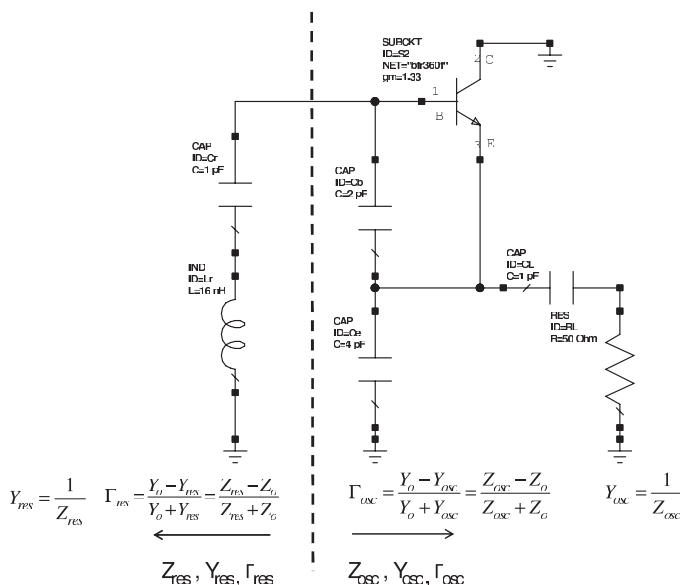 SUBCKT
ID=S2
NET="bfr360f"
gm=1.33
2 C
1
B
3 E
CAP
ID=Cr
C=1 pF
CAP
ID=Cb
C=2 pF
IND
ID=Lr
L=16 nH
CAP
ID=CL
C=1 pF
CAP
ID=Ce
C=4 pF
RES
ID=RL
R=50 Ohm
Y_res = 1 / Z_res
Γ_res = (Y_o − Y_res) / (Y_o + Y_res) = (Z_res − Z_o) / (Z_res + Z_o)
Γ_osc = (Y_o − Y_osc) / (Y_o + Y_osc) = (Z_osc − Z_o) / (Z_osc + Z_o)
Y_osc = 1 / Z_osc
Z_res , Y_res, Γ_res
Z_osc , Y_osc, Γ_osc